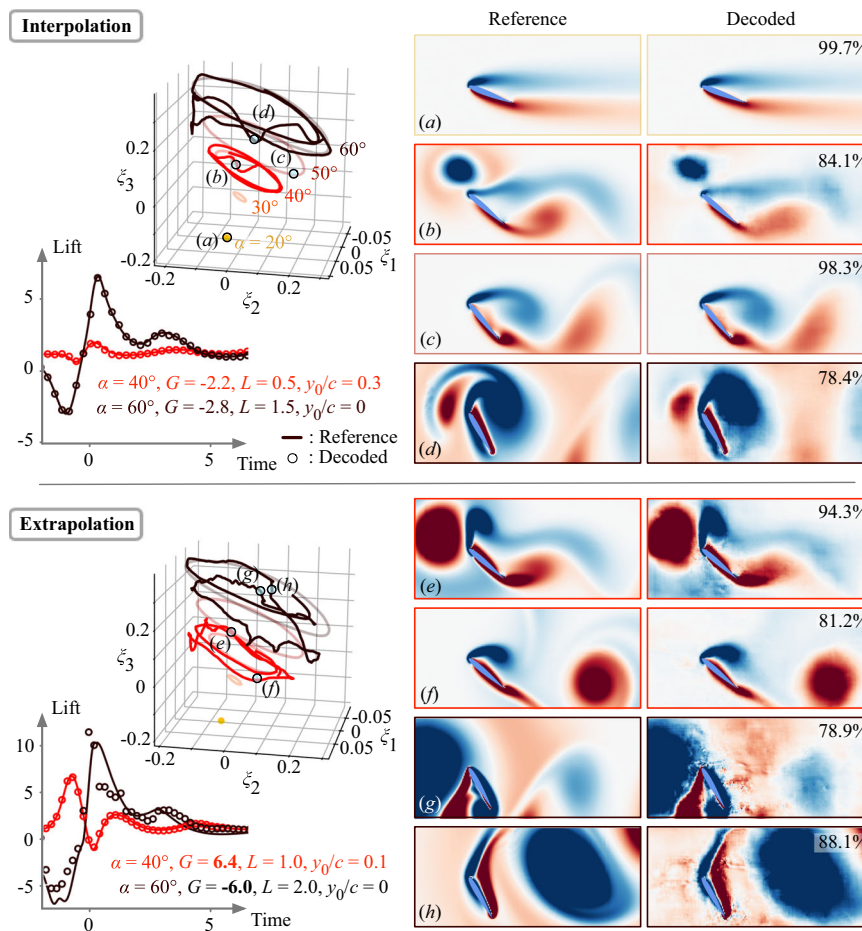 Interpolation
Reference
Decoded
0.2
0
-0.2
ξ3
-0.2
0
0.2
ξ2
-0.05
0
0.05
ξ1
(d)
(c)
(b)
(a)
60°
50°
40°
30°
α = 20°
Lift
5
0
-5
0
5
Time
α = 40°, G = -2.2, L = 0.5, y0/c = 0.3
α = 60°, G = -2.8, L = 1.5, y0/c = 0
: Reference
: Decoded
(a)
99.7%
(b)
84.1%
(c)
98.3%
(d)
78.4%
Extrapolation
0.2
0
-0.2
ξ3
-0.2
0
0.2
ξ2
-0.05
0
0.05
ξ1
(g)
(h)
(e)
(f)
Lift
10
5
0
-5
0
5
Time
α = 40°, G = 6.4, L = 1.0, y0/c = 0.1
α = 60°, G = -6.0, L = 2.0, y0/c = 0
(e)
94.3%
(f)
81.2%
(g)
78.9%
(h)
88.1%